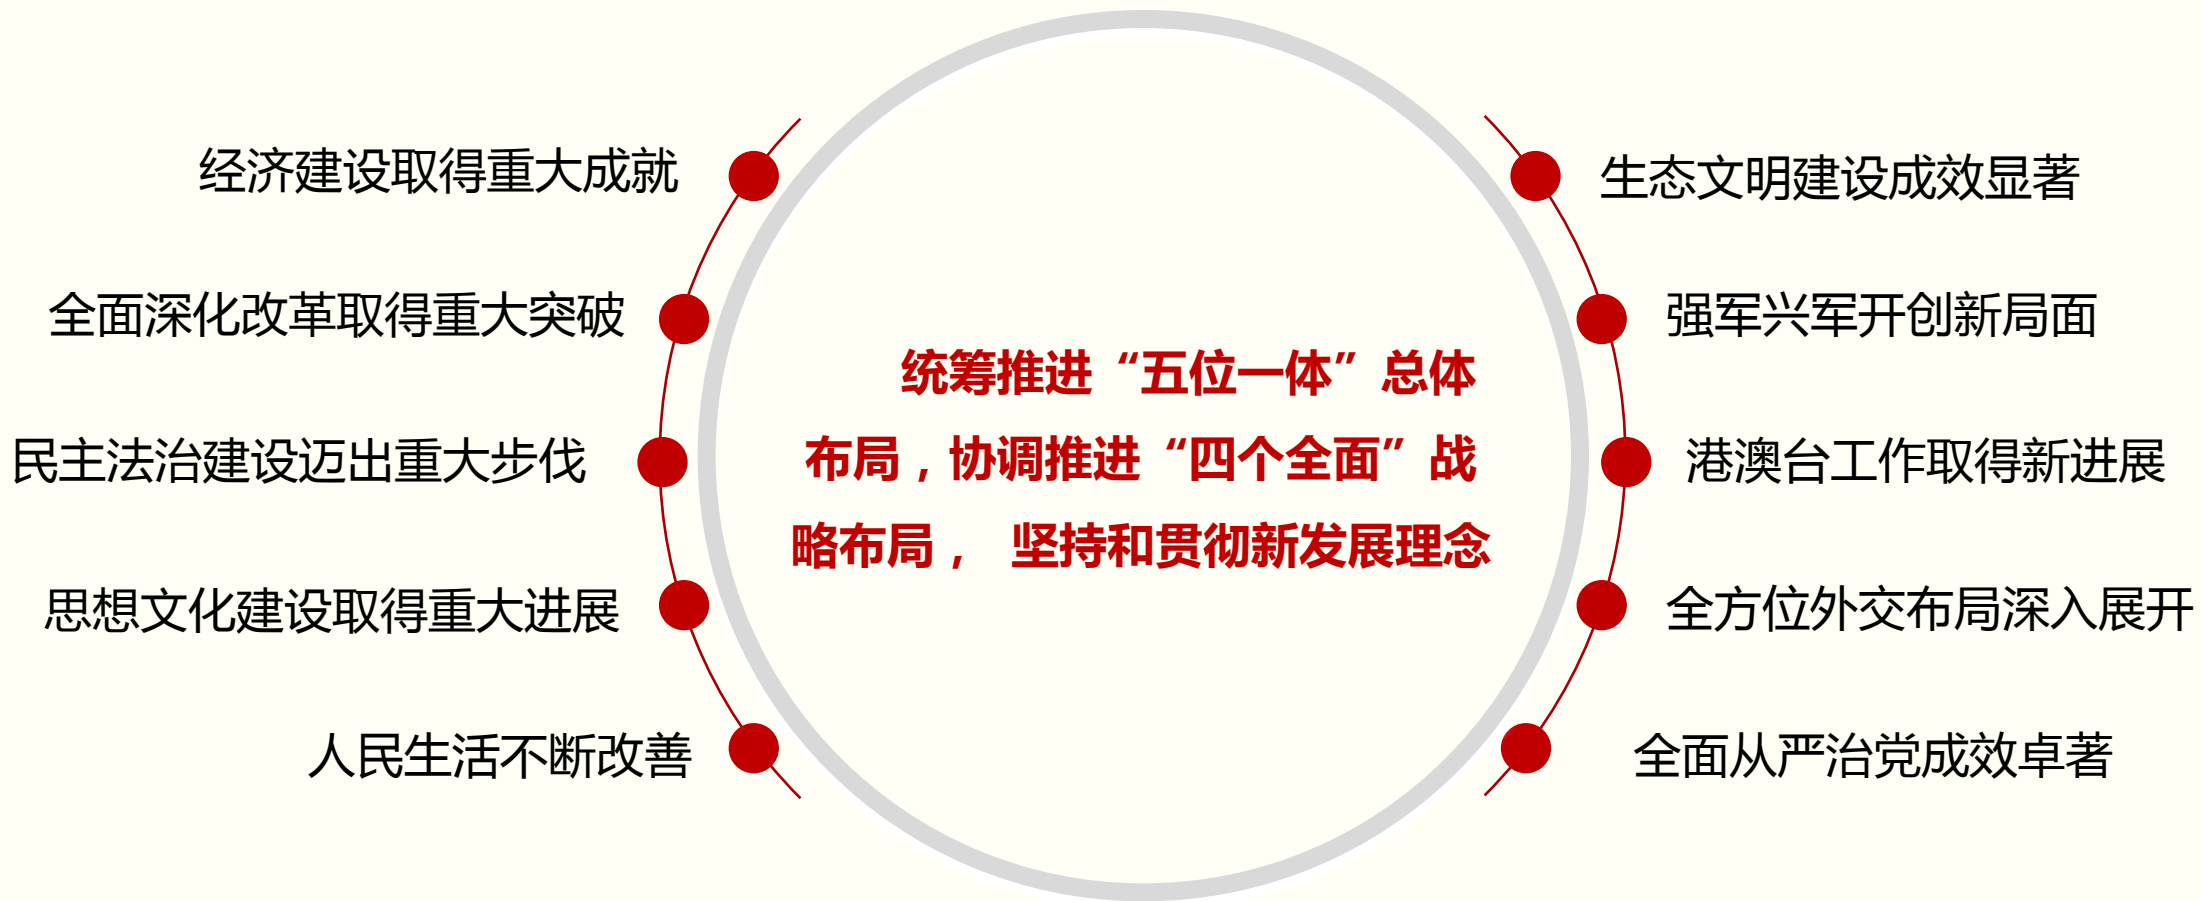 经济建设取得重大成就
全面深化改革取得重大突破
民主法治建设迈出重大步伐
思想文化建设取得重大进展
人民生活不断改善
统筹推进“五位一体”总体
布局，协调推进“四个全面”战
略布局， 坚持和贯彻新发展理念
生态文明建设成效显著
强军兴军开创新局面
港澳台工作取得新进展
全方位外交布局深入展开
全面从严治党成效卓著